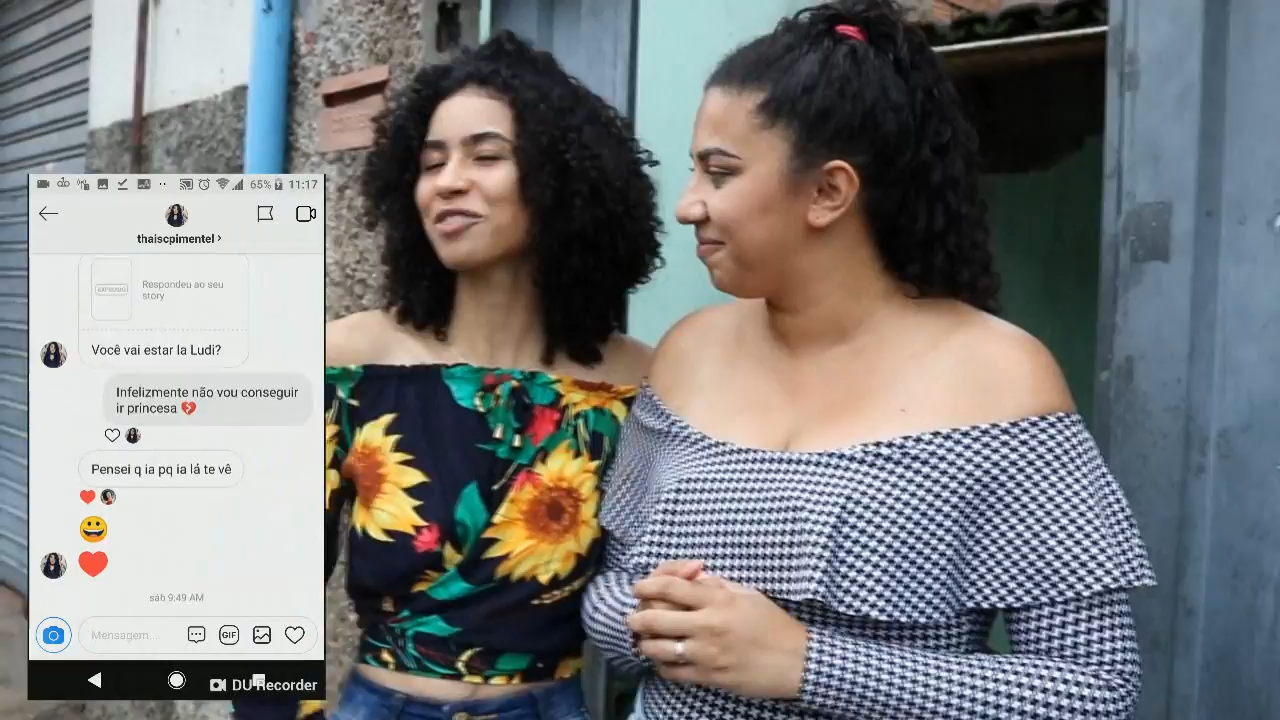 65% 11:17
thaiscpimentel ›
Respondeu ao seu
story
Você vai estar la Ludi?
Infelizmente não vou conseguir
ir princesa 💔
Pensei q ia pq ia lá te vê
😀
❤️
sáb 9:49 AM
Mensagem...
GIF
DU Recorder